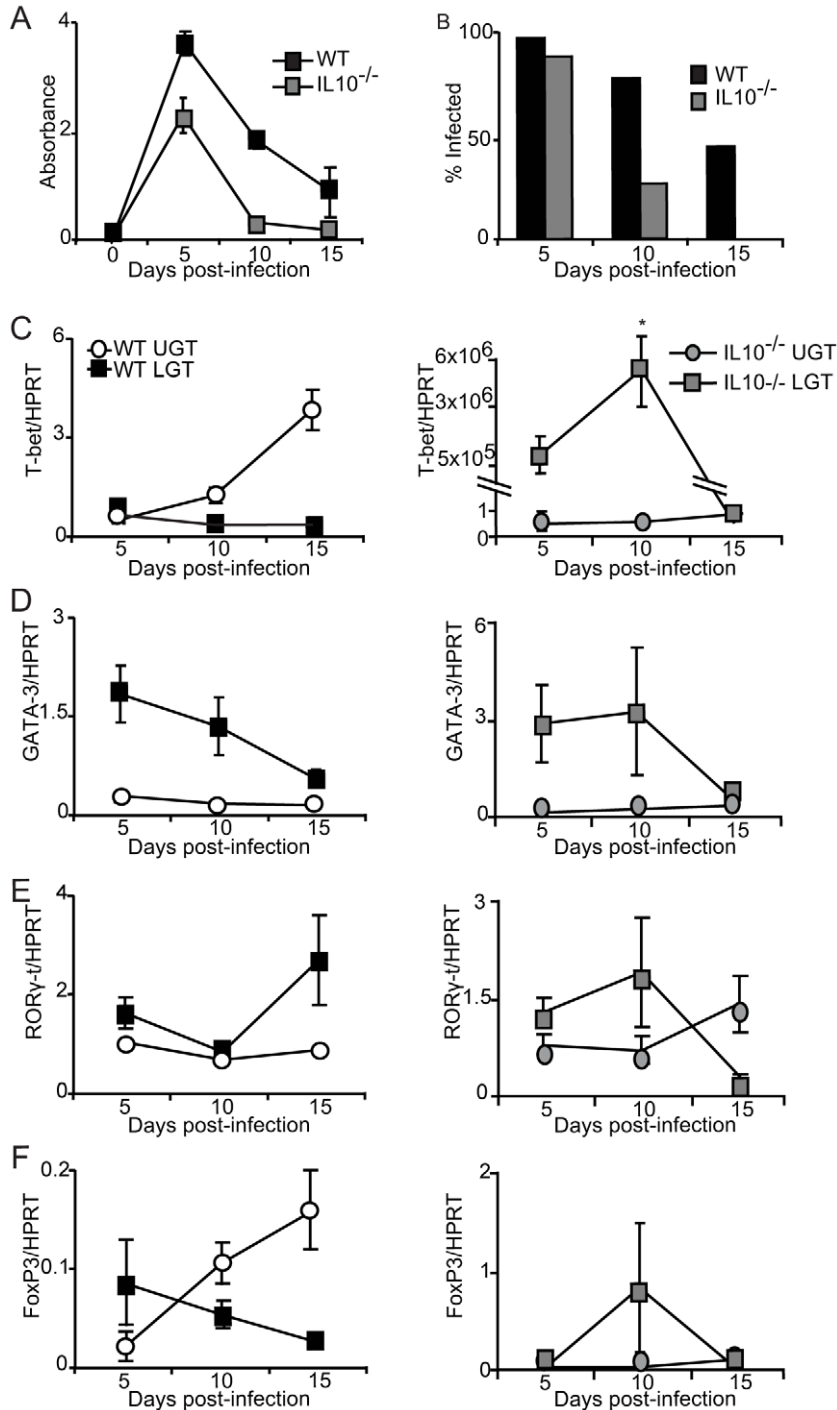 A
4
2
0
Absorbance
WT
IL10-/-
0 5 10 15
Days post-infection
B
100
50
0
% Infected
WT
IL10-/-
5 10 15
Days post-infection
C
6
3
0
T-bet/HPRT
WT UGT
WT LGT
5 10 15
Days post-infection
*
6x10⁶
3x10⁶
5x10⁵
1
0
T-bet/HPRT
IL10-/- UGT
IL10-/- LGT
5 10 15
Days post-infection
D
3
1.5
0
GATA-3/HPRT
5 10 15
Days post-infection
6
3
0
GATA-3/HPRT
5 10 15
Days post-infection
E
4
2
0
RORγ-t/HPRT
5 10 15
Days post-infection
3
1.5
0
RORγ-t/HPRT
5 10 15
Days post-infection
F
0.2
0.1
0
FoxP3/HPRT
5 10 15
Days post-infection
2
1
0
FoxP3/HPRT
5 10 15
Days post-infection